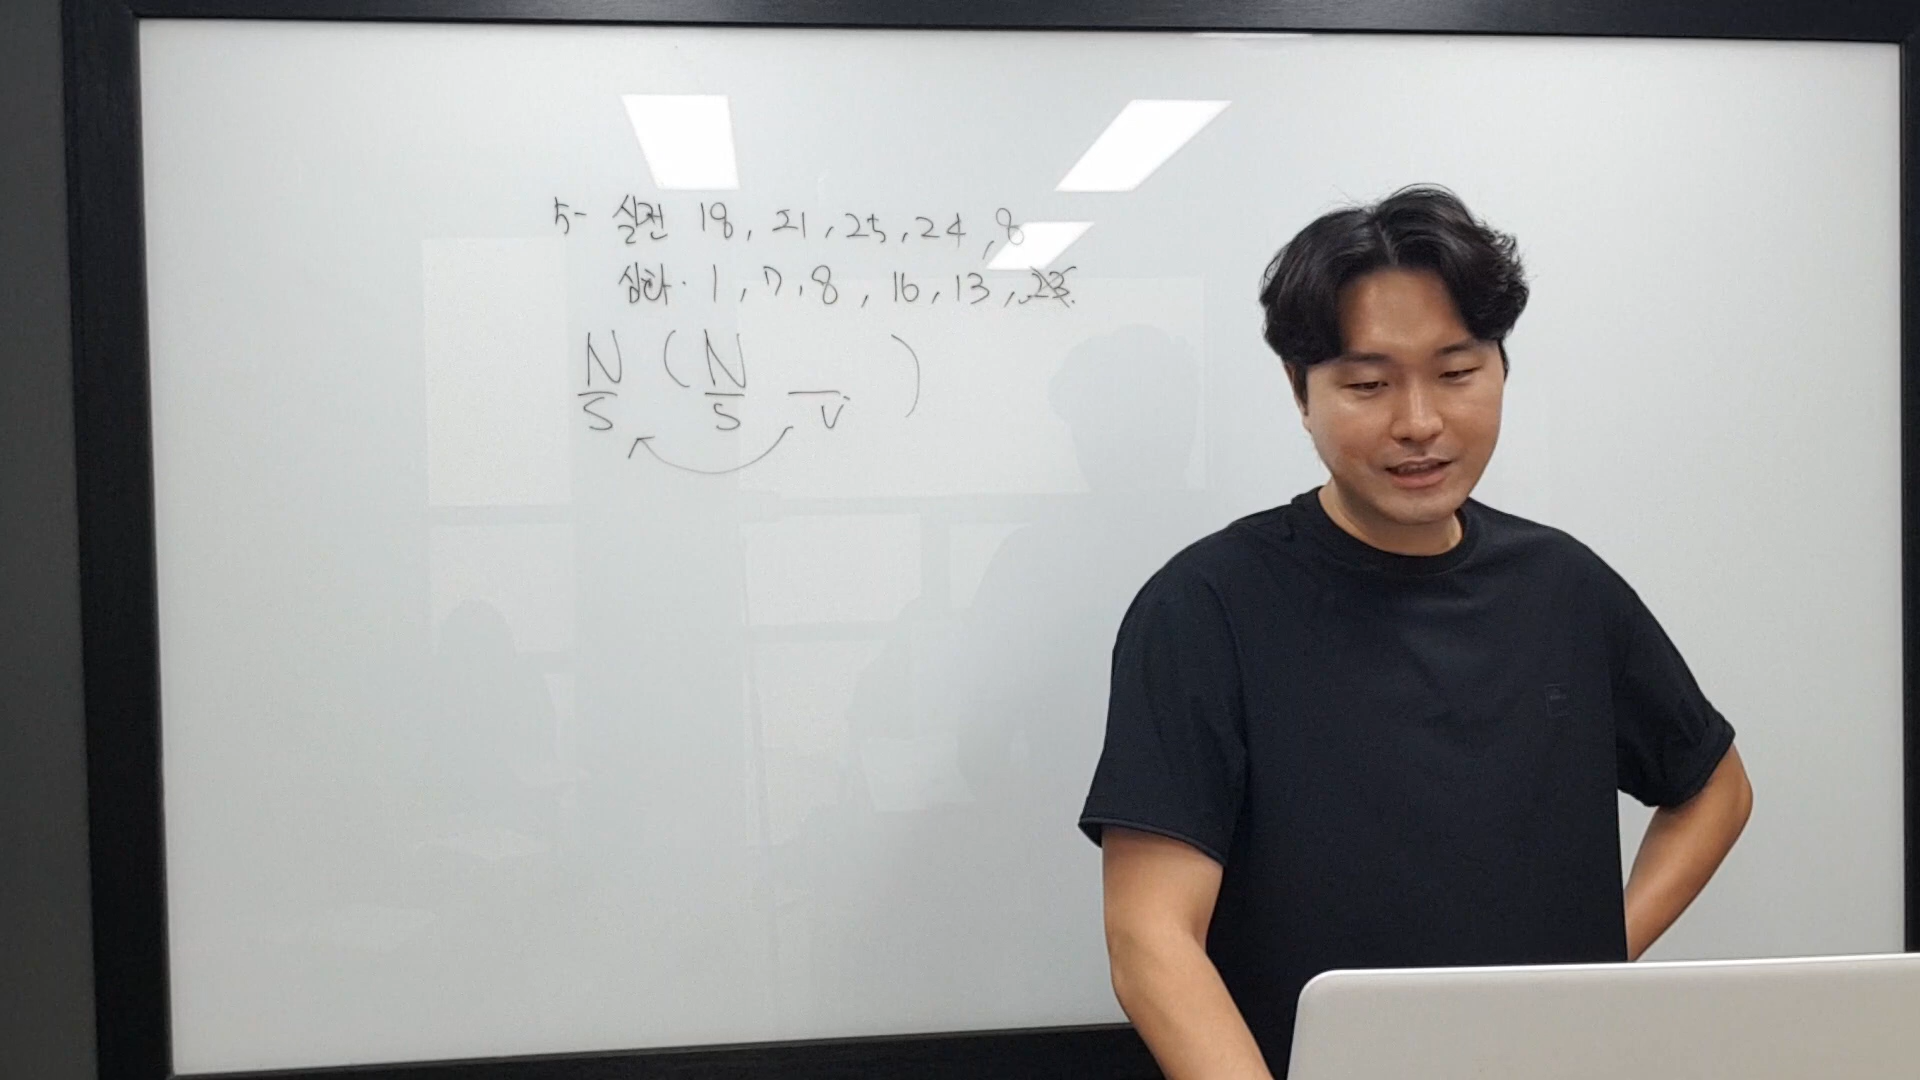 5- 실전 18, 21, 25, 24, 8
심화. 1, 7, 8, 16, 13, 23.
N (N )
S S V